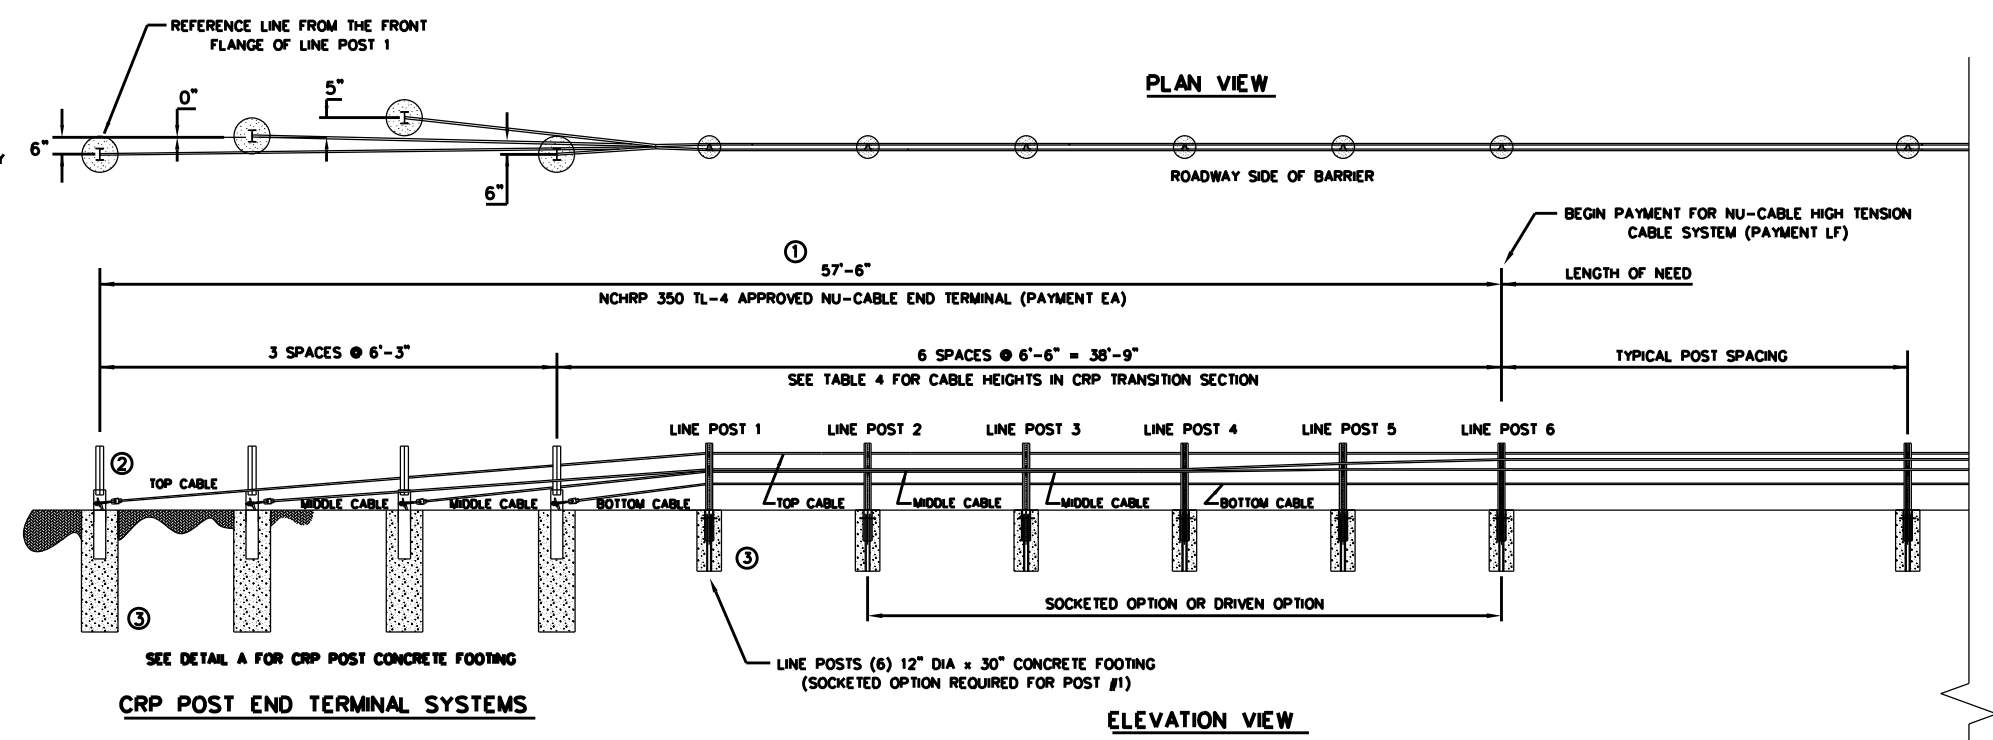 REFERENCE LINE FROM THE FRONT
FLANGE OF LINE POST 1
PLAN VIEW
0"
5"
6"
Y
6"
ROADWAY SIDE OF BARRIER
BEGIN PAYMENT FOR NU-CABLE HIGH TENSION
CABLE SYSTEM (PAYMENT LF)
1
57'-6"
LENGTH OF NEED
NCHRP 350 TL-4 APPROVED NU-CABLE END TERMINAL (PAYMENT EA)
3 SPACES @ 6'-3"
6 SPACES @ 6'-6" = 38'-9"
TYPICAL POST SPACING
SEE TABLE 4 FOR CABLE HEIGHTS IN CRP TRANSITION SECTION
LINE POST 1
LINE POST 2
LINE POST 3
LINE POST 4
LINE POST 5
LINE POST 6
2
TOP CABLE
MIDDLE CABLE
MIDDLE CABLE
BOTTOM CABLE
TOP CABLE
MIDDLE CABLE
MIDDLE CABLE
BOTTOM CABLE
3
3
SOCKETED OPTION OR DRIVEN OPTION
SEE DETAIL A FOR CRP POST CONCRETE FOOTING
LINE POSTS (6) 12" DIA x 30" CONCRETE FOOTING
(SOCKETED OPTION REQUIRED FOR POST #1)
CRP POST END TERMINAL SYSTEMS
ELEVATION VIEW